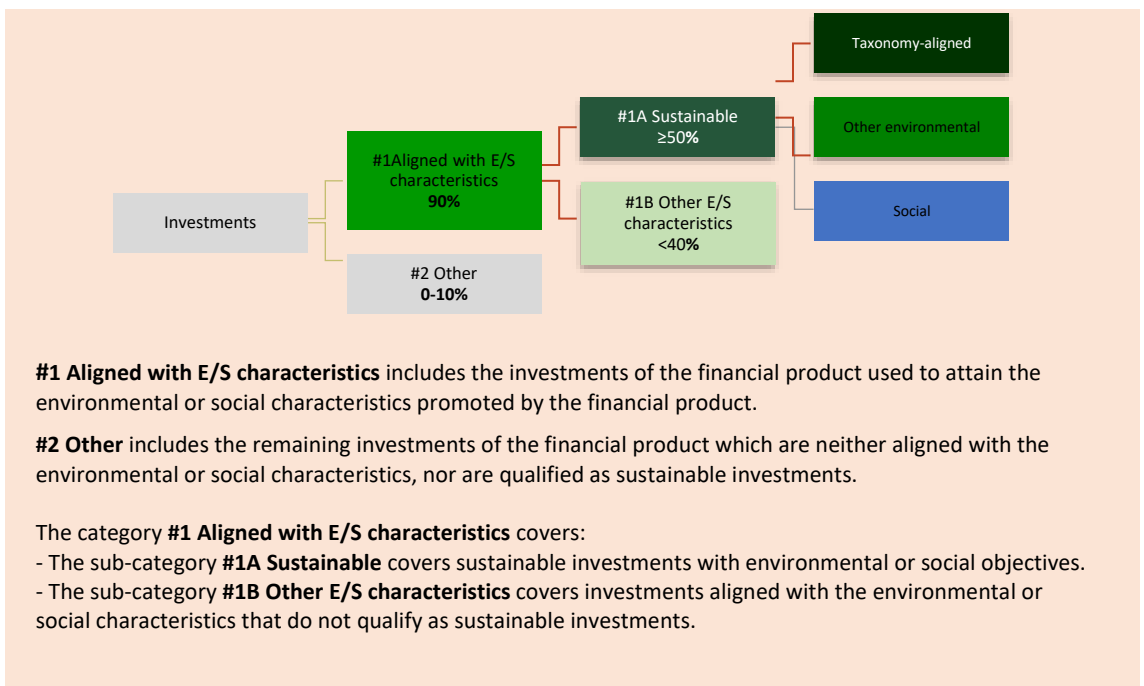 Taxonomy-aligned
#1A Sustainable
≥50%
Other environmental
#1Aligned with E/S
characteristics
90%
#1B Other E/S
characteristics
<40%
Social
Investments
#2 Other
0-10%
#1 Aligned with E/S characteristics includes the investments of the financial product used to attain the
environmental or social characteristics promoted by the financial product.
#2 Other includes the remaining investments of the financial product which are neither aligned with the
environmental or social characteristics, nor are qualified as sustainable investments.
The category #1 Aligned with E/S characteristics covers:
- The sub-category #1A Sustainable covers sustainable investments with environmental or social objectives.
- The sub-category #1B Other E/S characteristics covers investments aligned with the environmental or
social characteristics that do not qualify as sustainable investments.